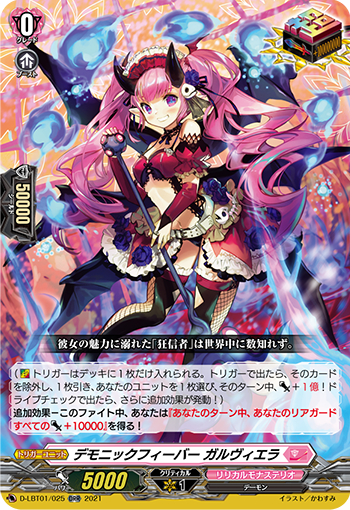 0
グレード
ブースト
シールド
50000
彼女の魅力に溺れた「狂信者」は世界中に数知れず。
(トリガーはデッキに１枚だけ入れられる。トリガーで出たら、そのカード
を除外し、１枚引き、あなたのユニットを１枚選び、そのターン中、+１億！ド
ライブチェックで出たら、さらに追加効果が発動！)
追加効果ーこのファイト中、あなたは『あなたのターン中、あなたのリアガード
すべての+10000』を得る！
トリガーユニット
デモニックフィーバー ガルヴィエラ
パワー
5000
クリティカル
1
リリカルモナステリオ
デーモン
D-LBT01/025
2021
イラスト/かわすみ